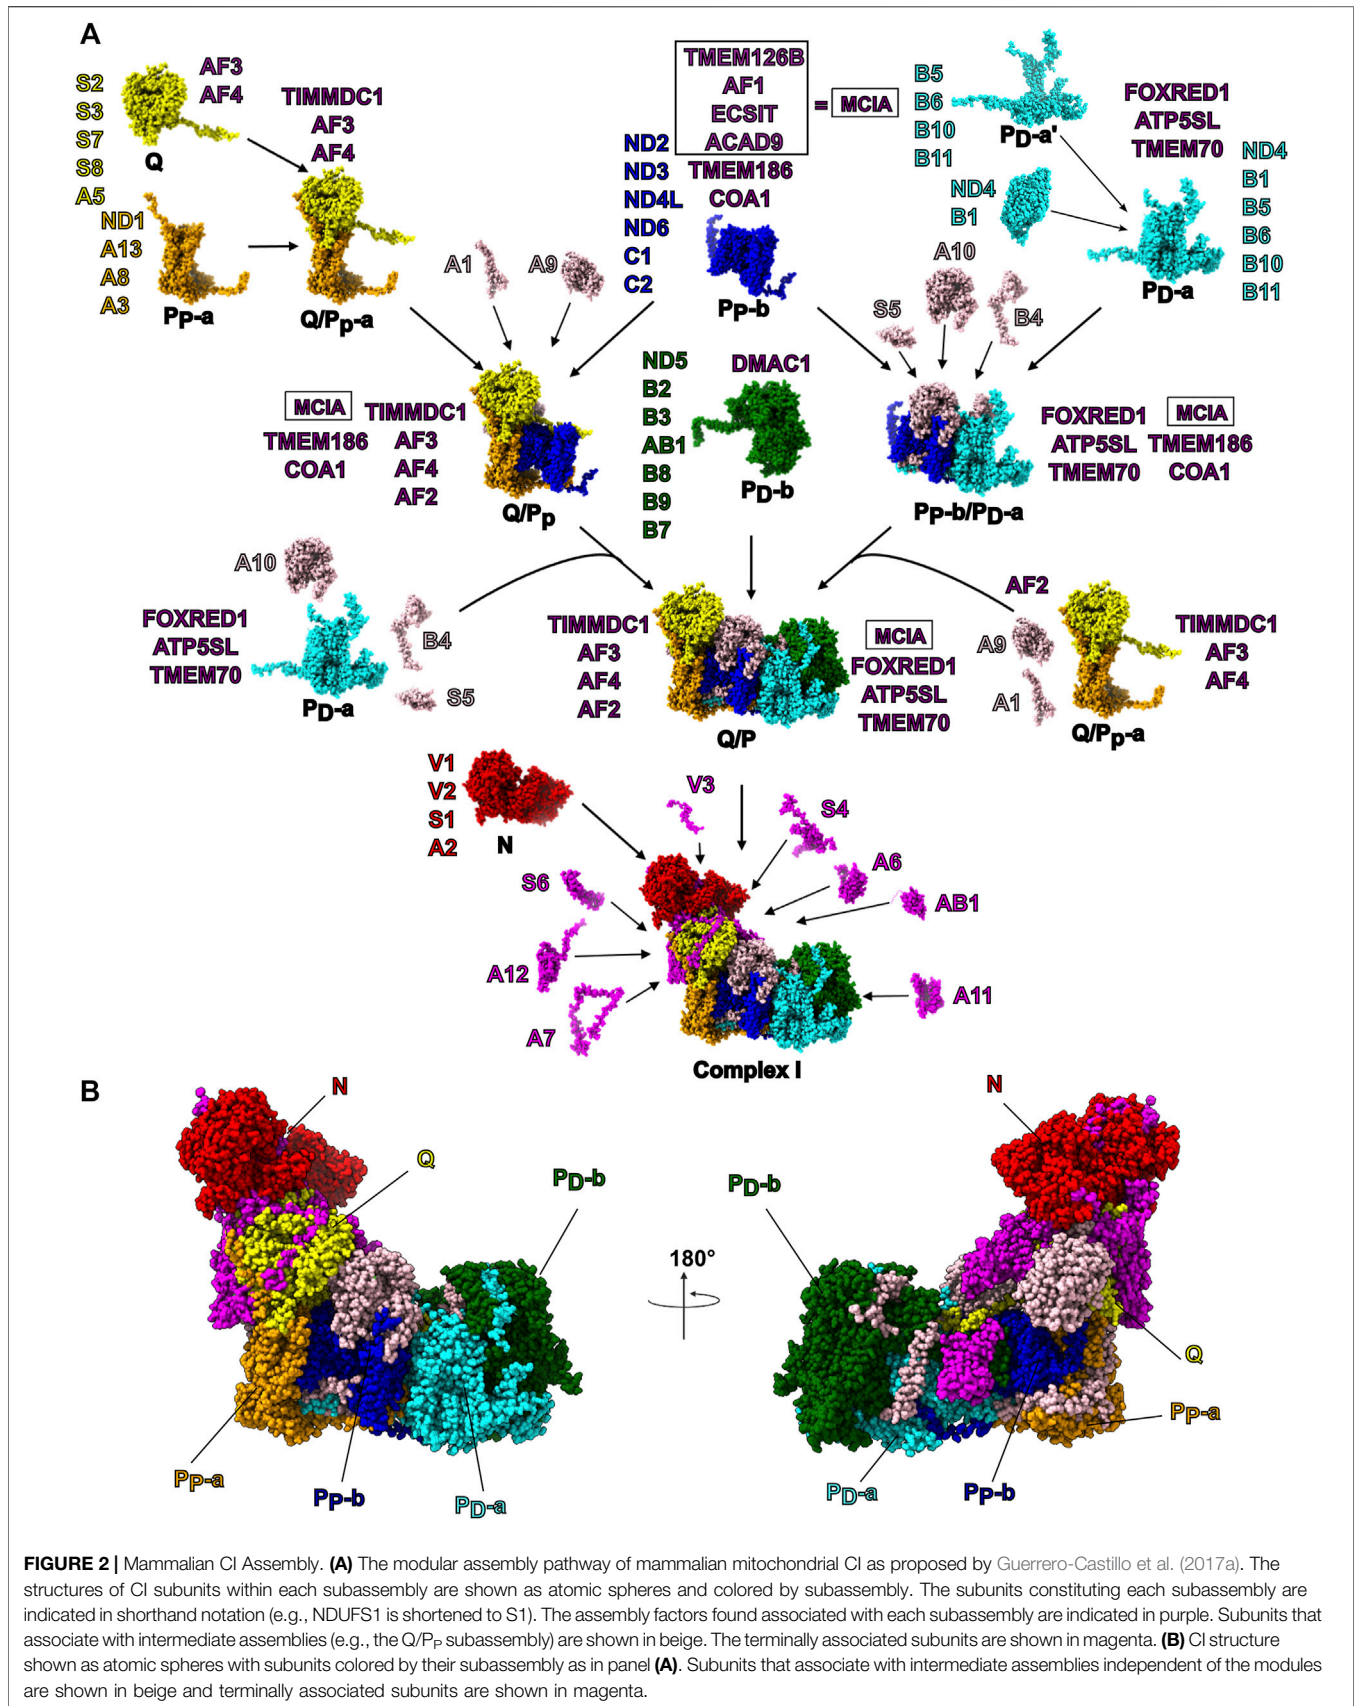 A
S2
S3
S7
S8
A5
AF3
AF4
Q
TIMMDC1
AF3
AF4
ND1
A13
A8
A3
PP-a
Q/Pp-a
A1
A9
TMEM126B
AF1
ECSIT
ACAD9
= MCIA
TMEM186
COA1
ND2
ND3
ND4L
ND6
C1
C2
PP-b
B5
B6
B10
B11
PD-a'
ND4
B1
FOXRED1
ATP5SL
TMEM70
ND4
B1
B5
B6
B10
B11
PD-a
A10
S5
B4
MCIA
TMEM186
COA1
TIMMDC1
AF3
AF4
AF2
Q/Pp
ND5
B2
B3
AB1
B8
B9
B7
DMAC1
PD-b
PP-b/PD-a
FOXRED1
ATP5SL
TMEM70
MCIA
TMEM186
COA1
A10
FOXRED1
ATP5SL
TMEM70
B4
S5
PD-a
TIMMDC1
AF3
AF4
AF2
MCIA
FOXRED1
ATP5SL
TMEM70
Q/P
AF2
A9
A1
TIMMDC1
AF3
AF4
Q/Pp-a
V1
V2
S1
A2
N
V3
S4
A6
AB1
S6
A12
A7
A11
Complex I
B
N
Q
PD-b
PP-a
PP-b
PD-a
180°
N
PD-b
Q
PP-a
PD-a
PP-b
FIGURE 2 | Mammalian CI Assembly. (A) The modular assembly pathway of mammalian mitochondrial CI as proposed by Guerrero-Castillo et al. (2017a). The
structures of CI subunits within each subassembly are shown as atomic spheres and colored by subassembly. The subunits constituting each subassembly are
indicated in shorthand notation (e.g., NDUFS1 is shortened to S1). The assembly factors found associated with each subassembly are indicated in purple. Subunits that
associate with intermediate assemblies (e.g., the Q/PP subassembly) are shown in beige. The terminally associated subunits are shown in magenta. (B) CI structure
shown as atomic spheres with subunits colored by their subassembly as in panel (A). Subunits that associate with intermediate assemblies independent of the modules
are shown in beige and terminally associated subunits are shown in magenta.